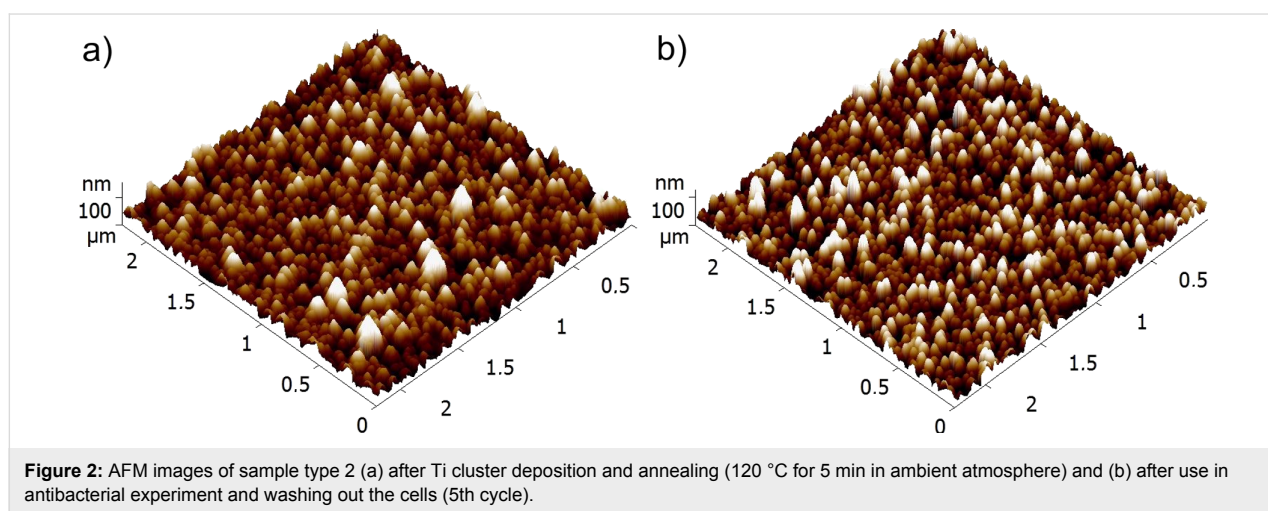 a)
nm
100
µm
2
1.5
1
0.5
0
2
1.5
1
0.5
b)
nm
100
µm
2
1.5
1
0.5
0
2
1.5
1
0.5
Figure 2: AFM images of sample type 2 (a) after Ti cluster deposition and annealing (120 °C for 5 min in ambient atmosphere) and (b) after use in
antibacterial experiment and washing out the cells (5th cycle).